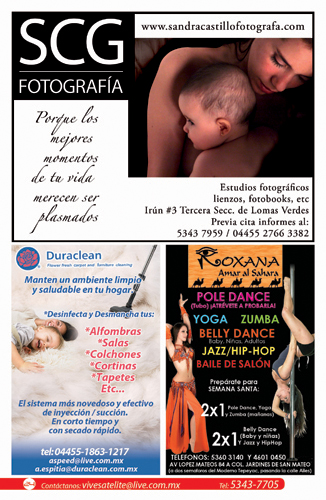 SCG
FOTOGRAFÍA
www.sandracastillofotografa.com
Porque los
mejores
momentos
de tu vida
merecen ser
plasmados
Estudios fotográficos
lienzos, fotobooks, etc
Irún #3 Tercera Secc. de Lomas Verdes
Previa cita informes al:
5343 7959 / 04455 2766 3382
Duraclean
Manten un ambiente limpio
y saludable en tu hogar.
*Desinfecta y Desmancha tus:
*Alfombras
*Salas
*Colchones
*Cortinas
*Tapetes
Etc...
El sistema más novedoso y efectivo
de inyección / succión.
En corto tiempo y
con secado rápido.
tel:04455-1863-1217
aspeed@live.com.mx
a.espitia@duraclean.com.mx
ROXANA
Amar al Sahara
POLE DANCE
(Tubo) ¡ATRÉVETE A PROBARLA!
YOGA ZUMBA
BELLY DANCE
Baby, Niñas, Adultos
JAZZ/HIP-HOP
BAILE DE SALÓN
Prepárate para
SEMANA SANTA:
2x1 Pole Dance, Yoga
y Zumba (mañanas)
Belly Dance
(Baby y niñas)
Y Jazz y HipHop
2x1
TELEFONOS: 5360 3140 Y 4601 0450
AV LOPEZ MATEOS 84 A COL JARDINES DE SAN MATEO
Contáctanos: vivesatelite@live.com.mx Tel. 5343-7705